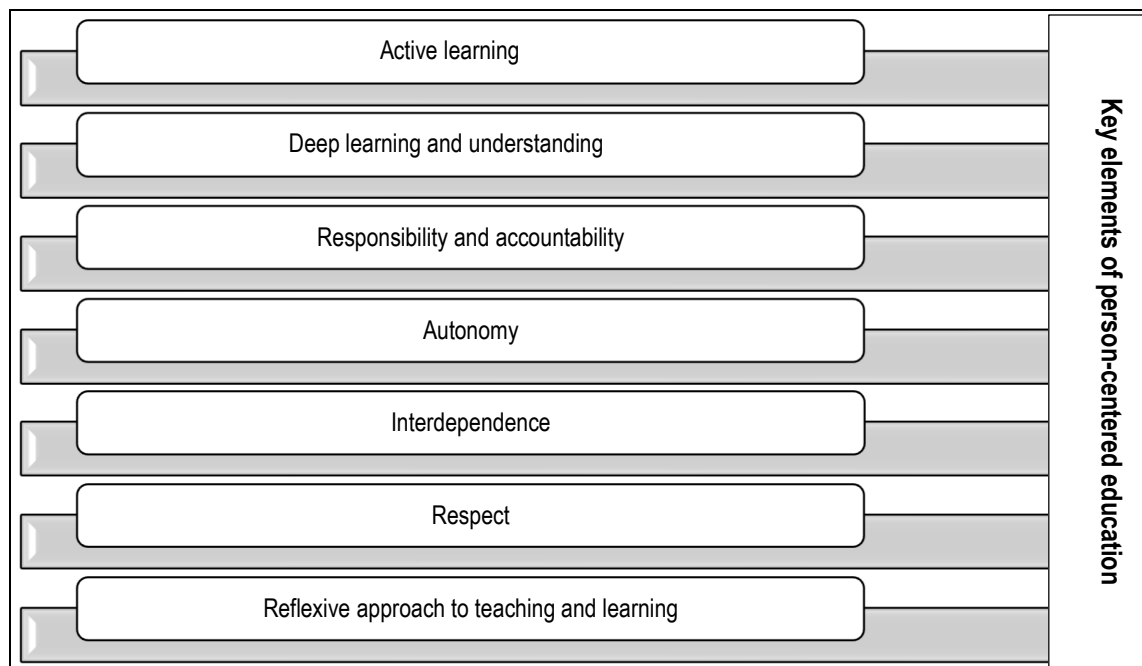 Active learning
Deep learning and understanding
Responsibility and accountability
Autonomy
Interdependence
Respect
Reflexive approach to teaching and learning
Key elements of person-centered education